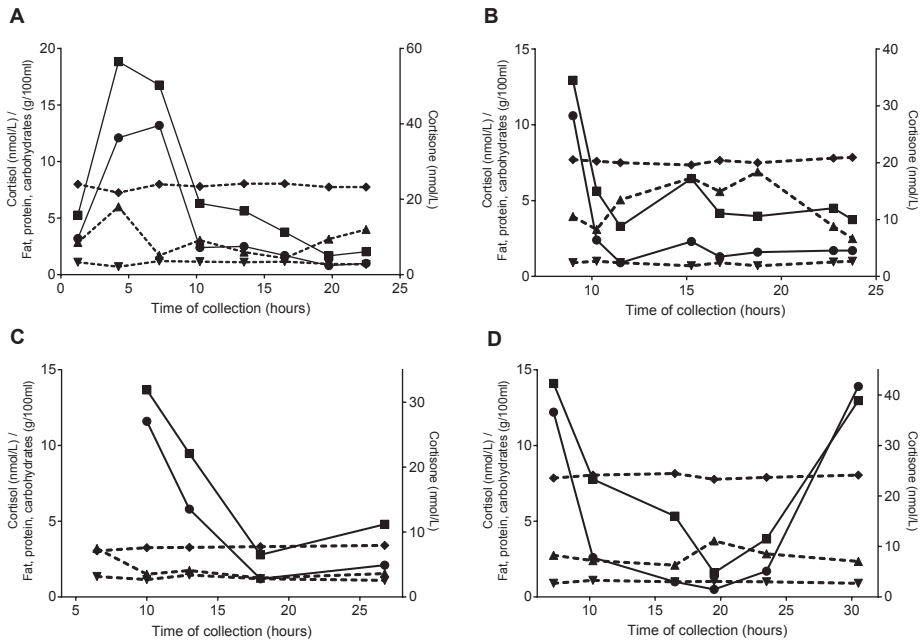 A
Cortisol (nmol/L) /
Fat, protein, carbohydrates (g/100ml)
20
15
10
5
0
60
40
20
0
Cortisone (nmol/L)
0 5 10 15 20 25
Time of collection (hours)
B
Cortisol (nmol/L) /
Fat, protein, carbohydrates (g/100ml)
15
10
5
0
40
30
20
10
0
Cortisone (nmol/L)
10 15 20 25
Time of collection (hours)
C
Cortisol (nmol/L) /
Fat, protein, carbohydrates (g/100ml)
15
10
5
0
30
20
10
0
Cortisone (nmol/L)
5 10 15 20 25
Time of collection (hours)
D
Cortisol (nmol/L) /
Fat, protein, carbohydrates (g/100ml)
15
10
5
0
40
30
20
10
0
Cortisone (nmol/L)
10 15 20 25 30
Time of collection (hours)